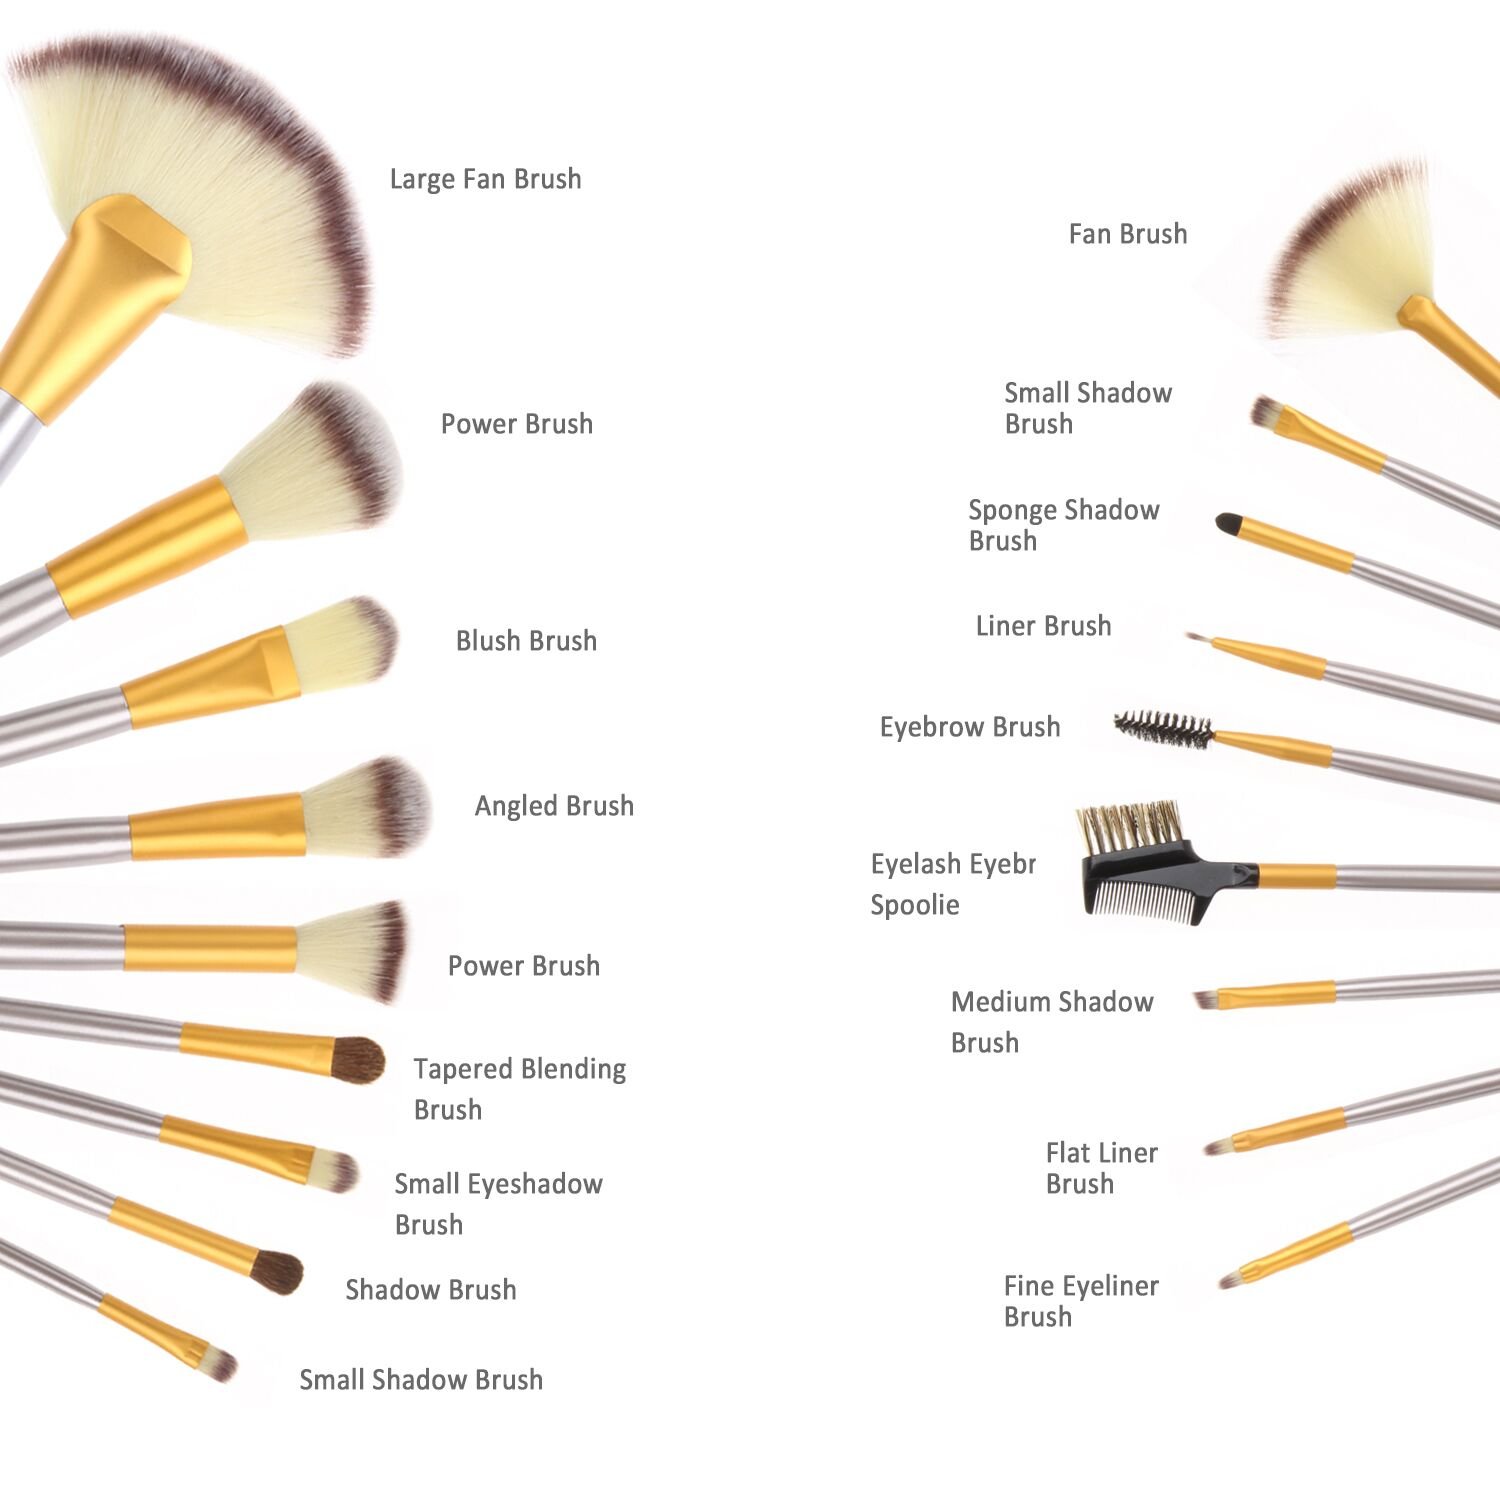 Large Fan Brush
Power Brush
Blush Brush
Angled Brush
Power Brush
Tapered Blending
Brush
Small Eyeshadow
Brush
Shadow Brush
Small Shadow Brush
Fan Brush
Small Shadow
Brush
Sponge Shadow
Brush
Liner Brush
Eyebrow Brush
Eyelash Eyebr
Spoolie
Medium Shadow
Brush
Flat Liner
Brush
Fine Eyeliner
Brush